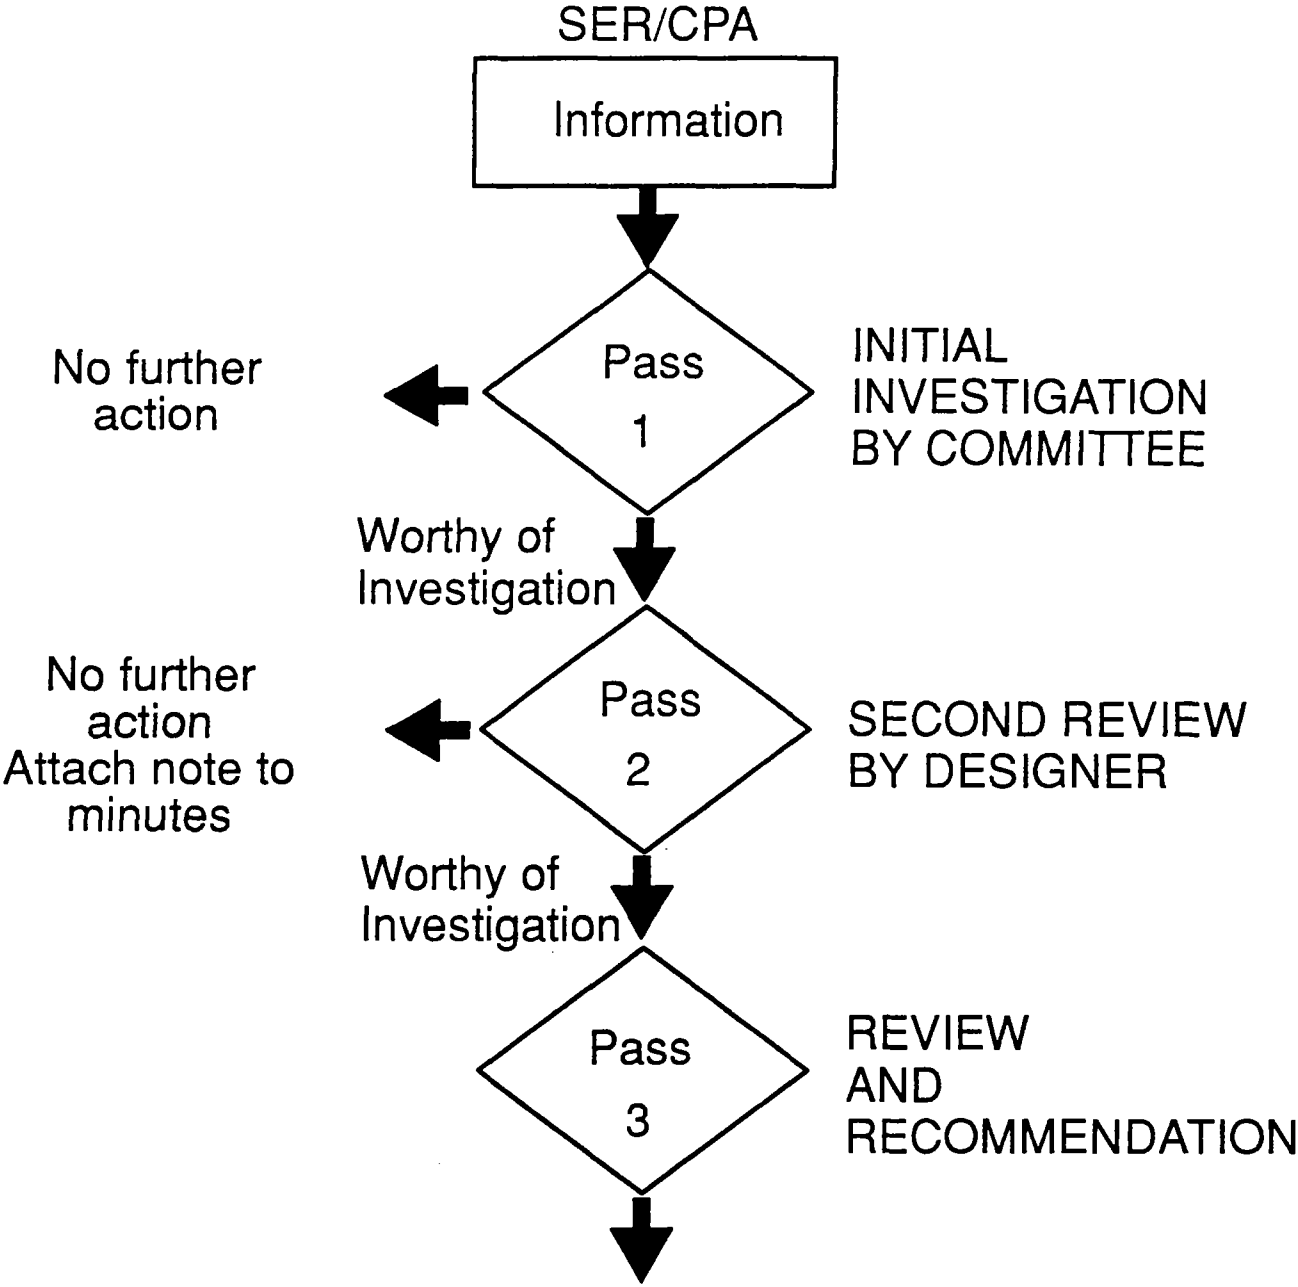 SER/CPA
Information
No further
action
Pass
1
INITIAL
INVESTIGATION
BY COMMITTEE
Worthy of
Investigation
No further
action
Attach note to
minutes
Pass
2
SECOND REVIEW
BY DESIGNER
Worthy of
Investigation
Pass
3
REVIEW
AND
RECOMMENDATION